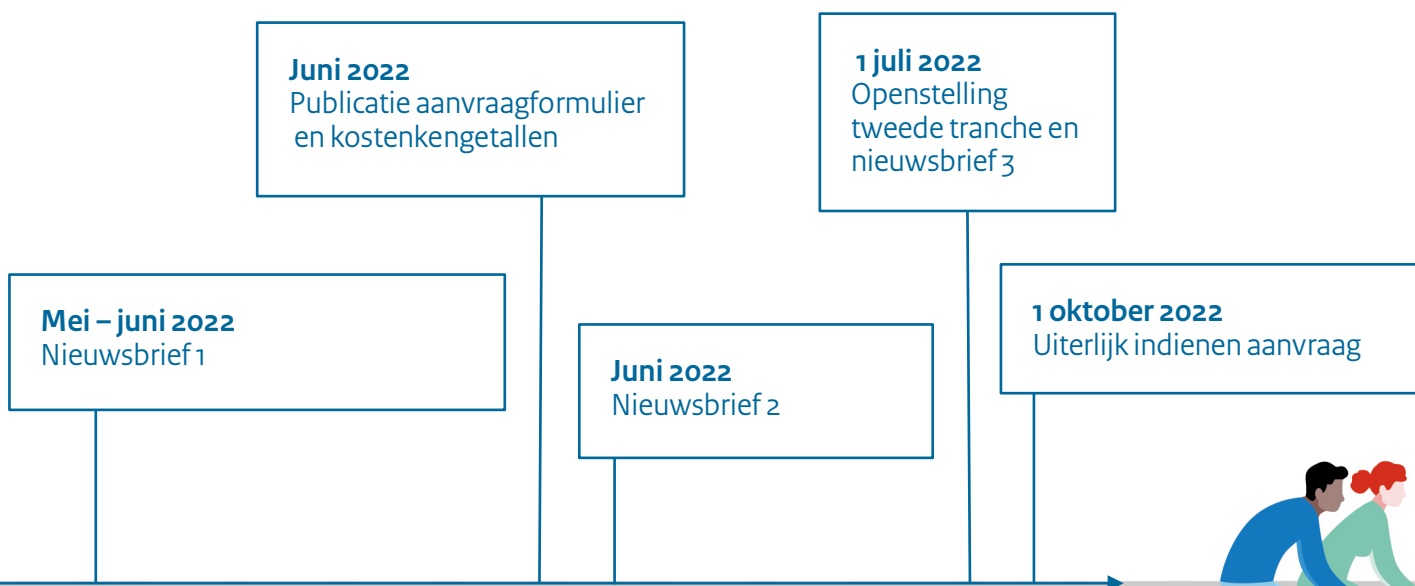 Mei – juni 2022
Nieuwsbrief 1
Juni 2022
Publicatie aanvraagformulier
en kostenkengetallen
Juni 2022
Nieuwsbrief 2
1 juli 2022
Openstelling
tweede tranche en
nieuwsbrief 3
1 oktober 2022
Uiterlijk indienen aanvraag